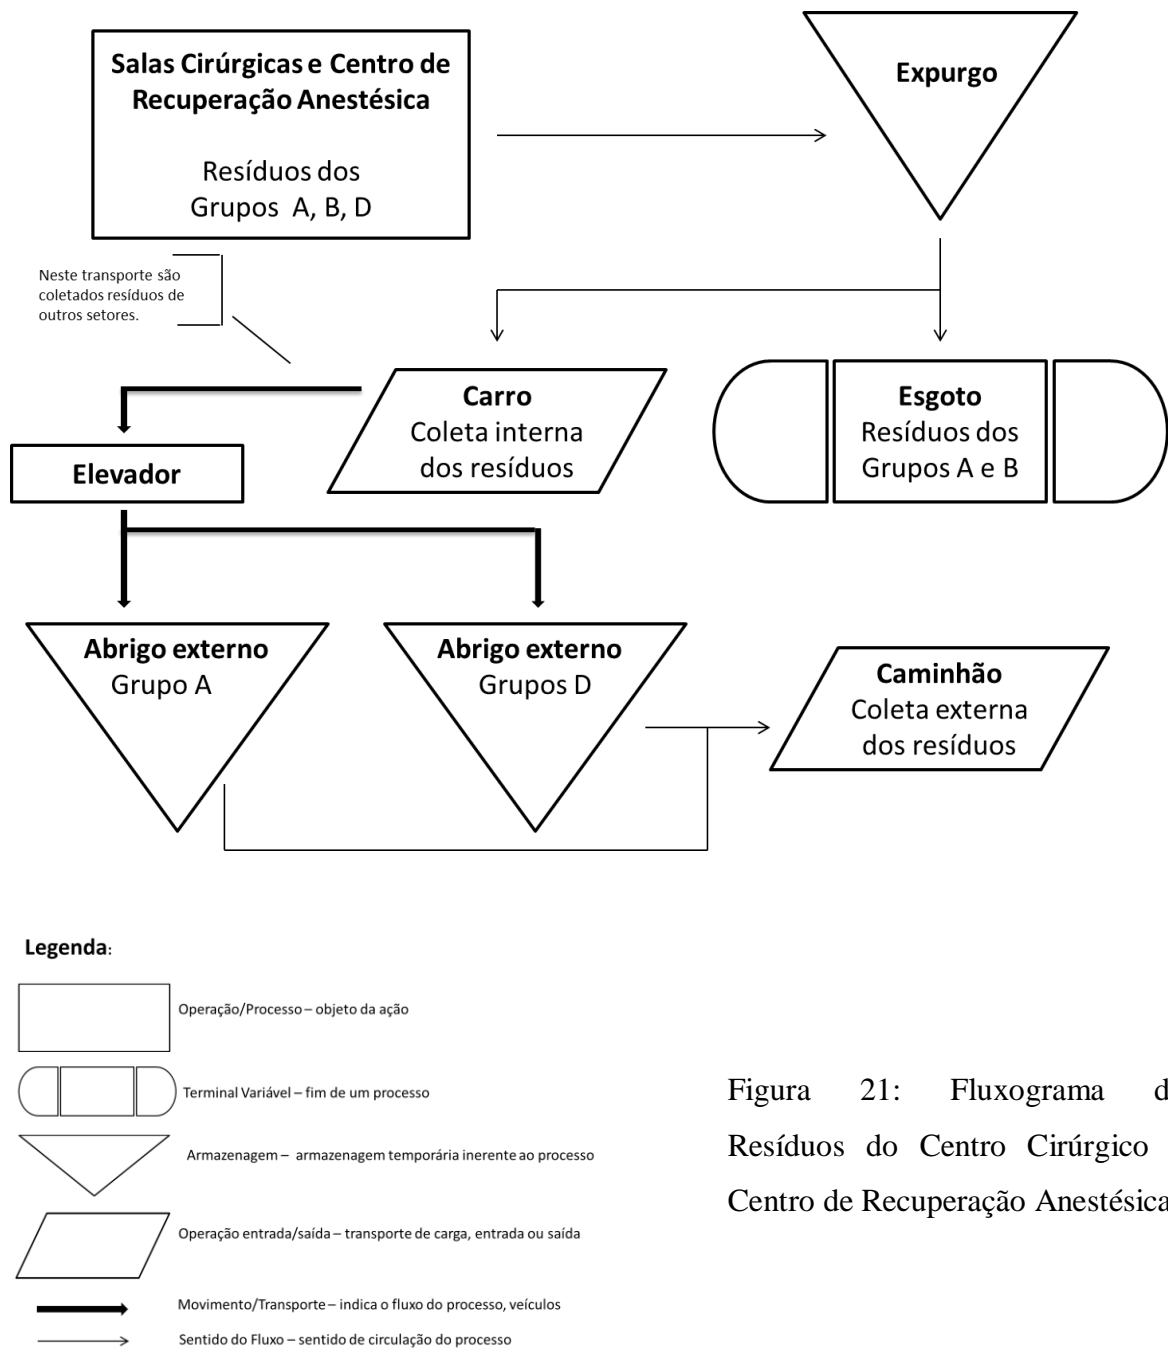 Salas Cirúrgicas e Centro de
Recuperação Anestésica
Resíduos dos
Grupos A, B, D
Expurgo
Neste transporte são
coletados resíduos de
outros setores.
Carro
Coleta interna
dos resíduos
Esgoto
Resíduos dos
Grupos A e B
Elevador
Abrigo externo
Grupo A
Abrigo externo
Grupos D
Caminhão
Coleta externa
dos resíduos
Legenda:
Operação/Processo – objeto da ação
Terminal Variável – fim de um processo
Armazenagem – armazenagem temporária inerente ao processo
Operação entrada/saída – transporte de carga, entrada ou saída
Movimento/Transporte – indica o fluxo do processo, veículos
Sentido do Fluxo – sentido de circulação do processo
Figura 21: Fluxograma d
Resíduos do Centro Cirúrgico
Centro de Recuperação Anestésica